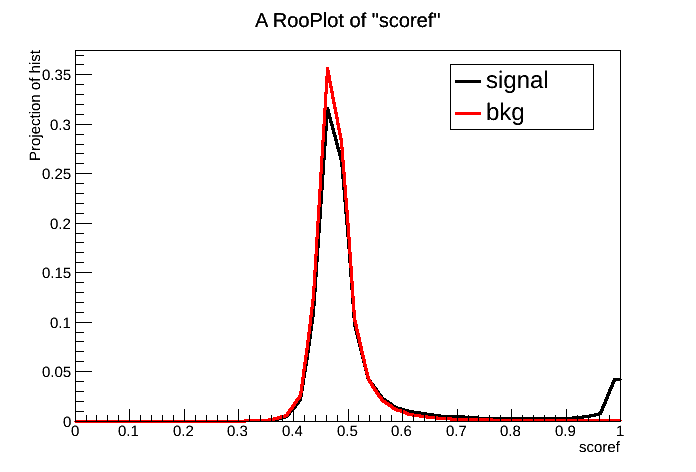 A RooPlot of "scoref"
Projection of hist
signal
bkg
0.35
0.3
0.25
0.2
0.15
0.1
0.05
0
0 0.1 0.2 0.3 0.4 0.5 0.6 0.7 0.8 0.9 1
scoref